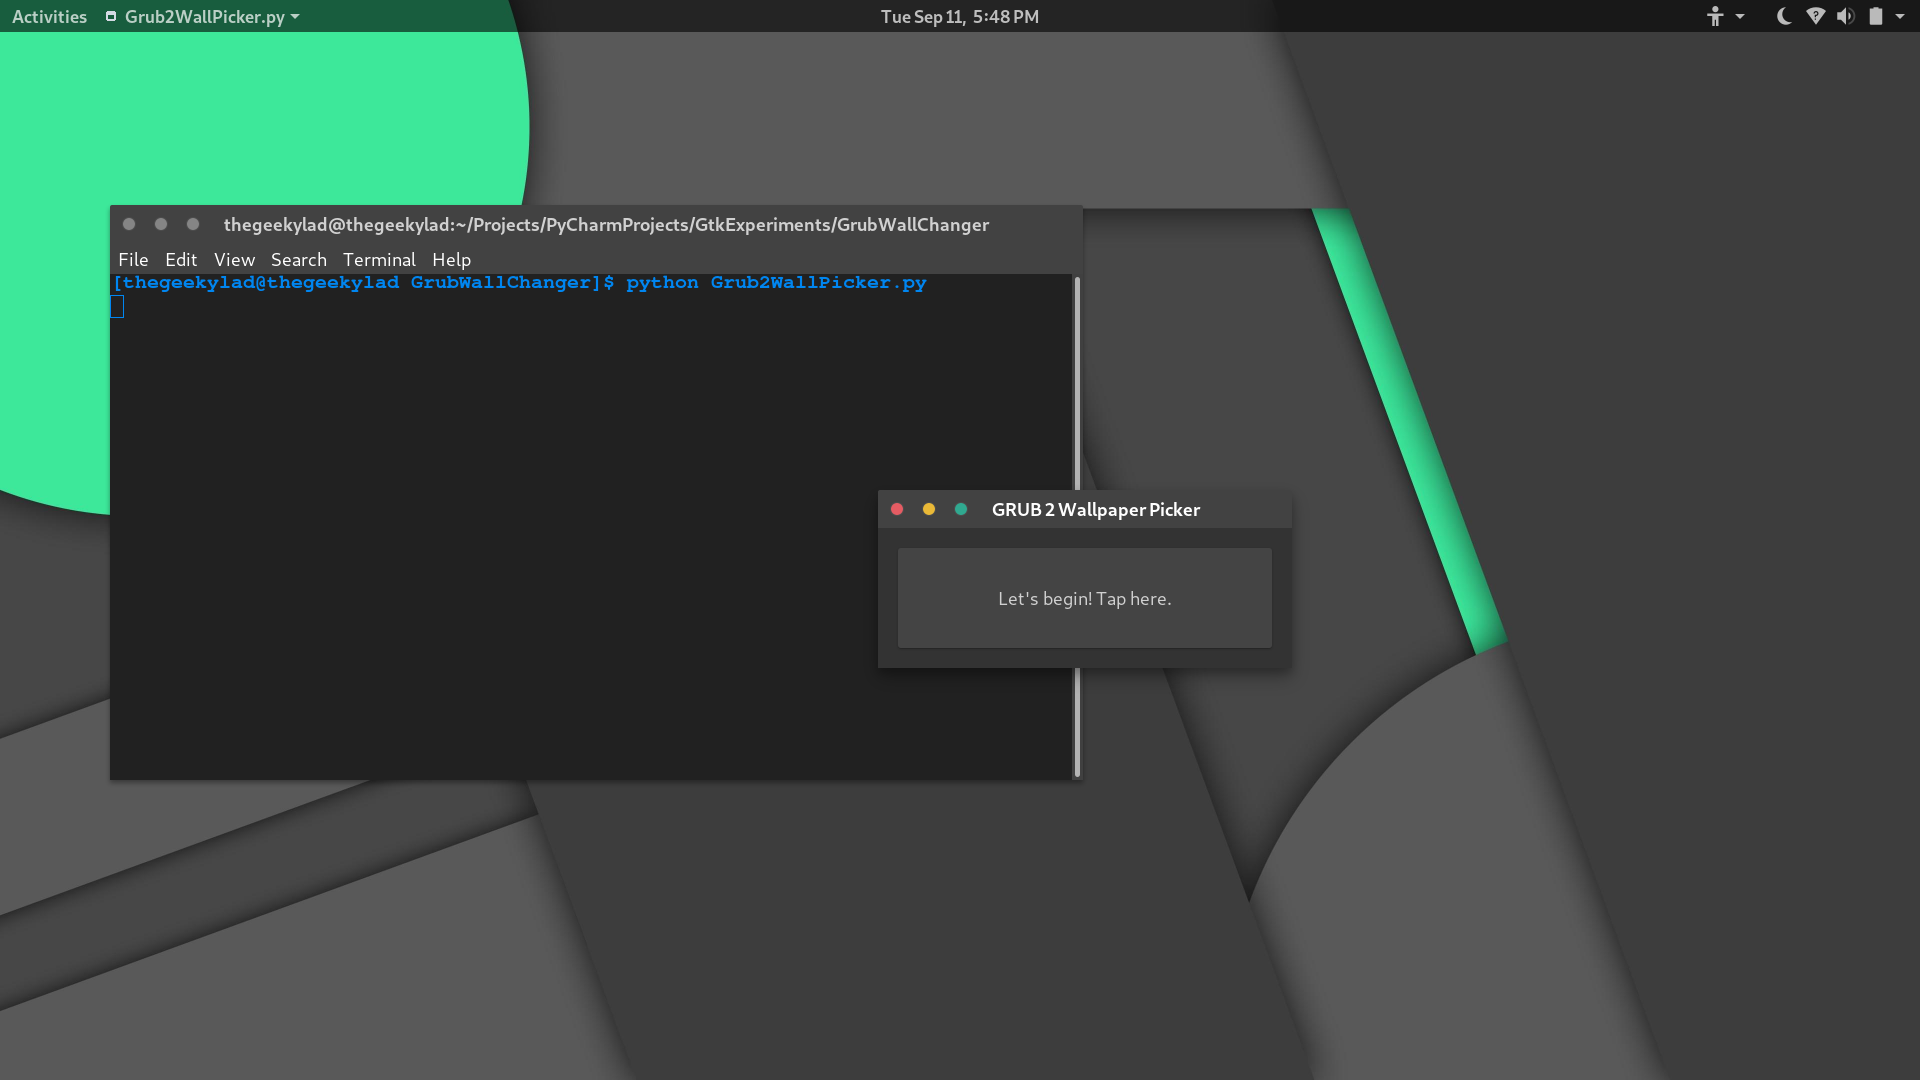 Activities Grub2WallPicker.py Tue Sep 11, 5:48 PM
thegeekylad@thegeekylad:~/Projects/PyCharmProjects/GtkExperiments/GrubWallChanger
File Edit View Search Terminal Help
[thegeekylad@thegeekylad GrubWallChanger]$ python Grub2WallPicker.py
GRUB 2 Wallpaper Picker
Let's begin! Tap here.